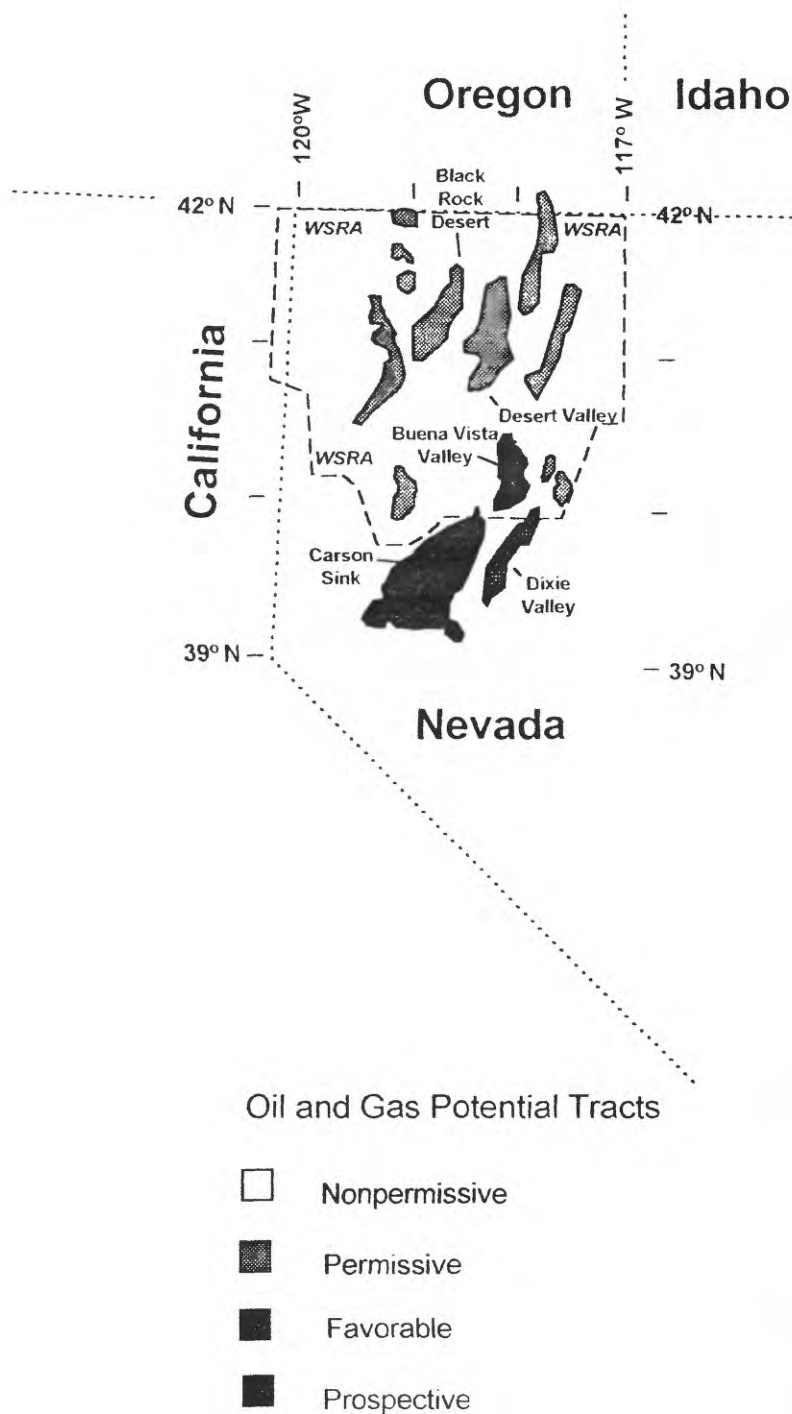 Oregon
Idaho
120°W
117° W
Black
Rock
Desert
42° N
42° N
WSRA
WSRA
California
Desert Valley
Buena Vista
Valley
WSRA
Carson
Sink
Dixie
Valley
39° N
39° N
Nevada
Oil and Gas Potential Tracts
Nonpermissive
Permissive
Favorable
Prospective